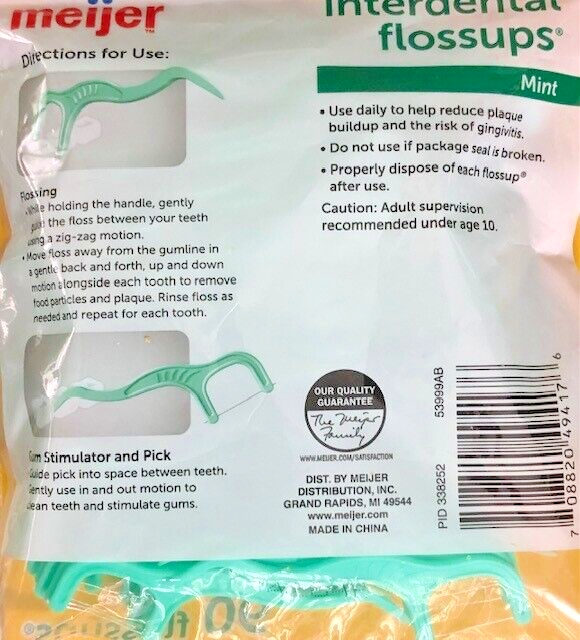 meijer
Interdental
flossups®
Mint
Directions for Use:
Flossing
• While holding the handle, gently
the floss between your teeth
using a zig-zag motion.
• Move floss away from the gumline in
a gentle back and forth, up and down
motion alongside each tooth to remove
food particles and plaque. Rinse floss as
needed and repeat for each tooth.
Gum Stimulator and Pick
Guide pick into space between teeth.
Gently use in and out motion to
clean teeth and stimulate gums.
• Use daily to help reduce plaque
buildup and the risk of gingivitis.
• Do not use if package seal is broken.
• Properly dispose of each flossup®
after use.
Caution: Adult supervision
recommended under age 10.
OUR QUALITY
GUARANTEE
The Meijer
Family
WWW.MEIJER.COM/SATISFACTION
DIST. BY MEIJER
DISTRIBUTION, INC.
GRAND RAPIDS, MI 49544
www.meijer.com
MADE IN CHINA
PID 338252 53999AB
7 08820 49417 6
90 flossups®